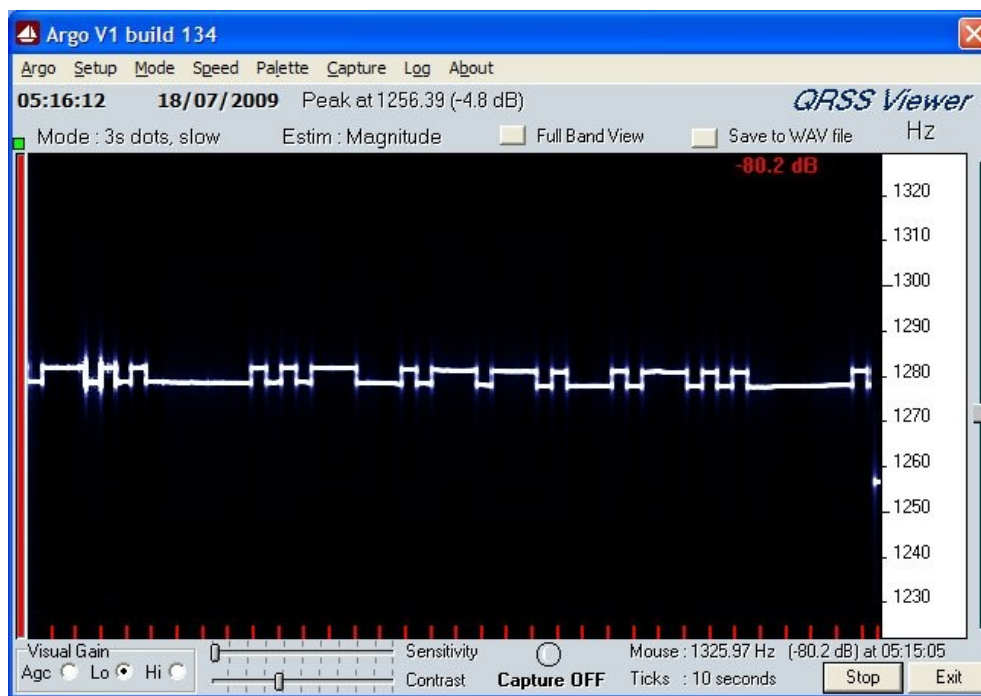 Argo V1 build 134
Argo Setup Mode Speed Palette Capture Log About
05:16:12 18/07/2009 Peak at 1256.39 (-4.8 dB) QRSS Viewer
Mode : 3s dots, slow Estim : Magnitude Full Band View Save to WAV file Hz
-80.2 dB
1320
1310
1300
1290
1280
1270
1260
1250
1240
1230
Visual Gain Sensitivity Mouse : 1325.97 Hz (-80.2 dB) at 05:15:05
Agc Lo Hi Contrast Capture OFF Ticks : 10 seconds Stop Exit